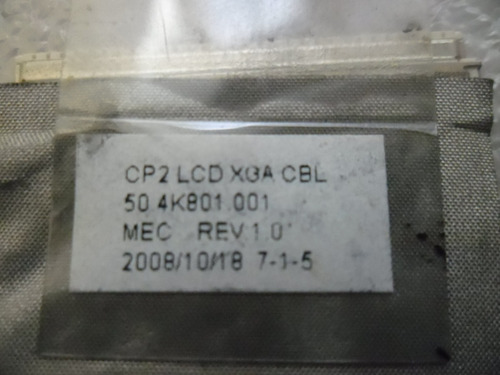 CP2 LCD XGA CBL
50.4K801.001
MEC REV 1.0
2008/10/18 7-1-5